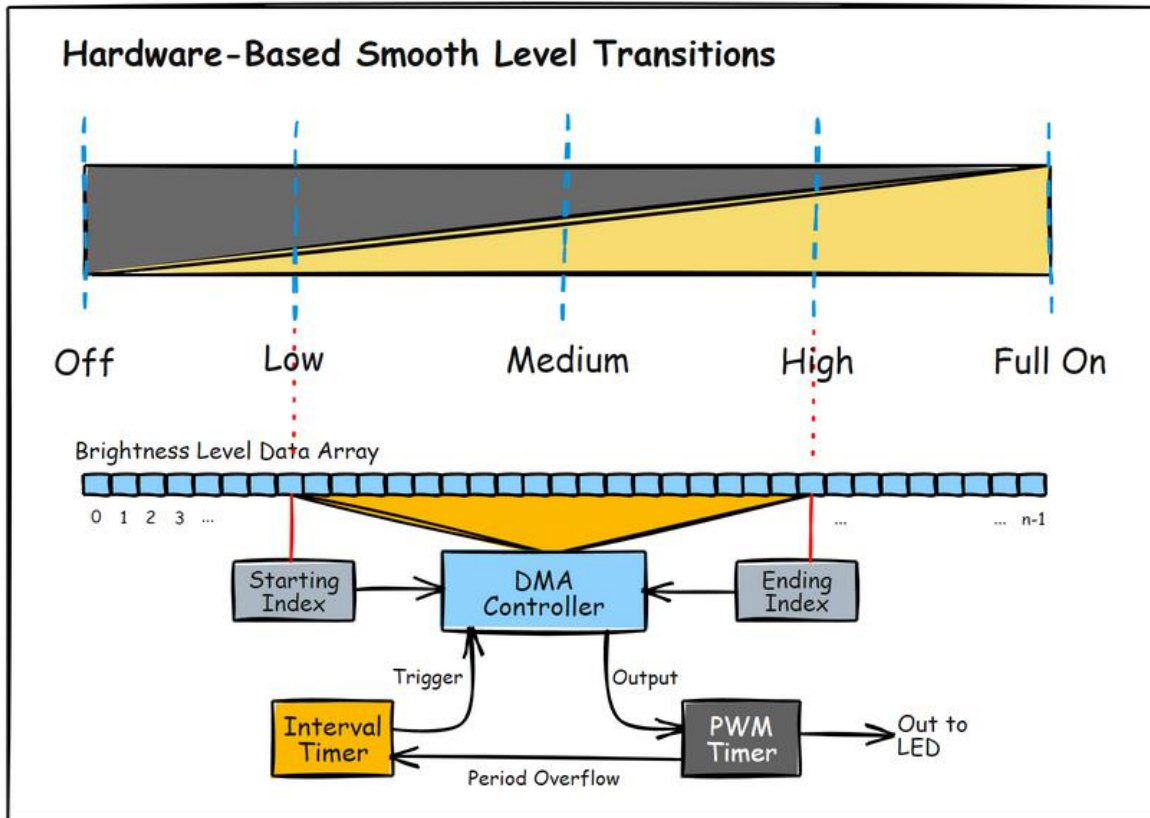 Hardware-Based Smooth Level Transitions
Off
Low
Medium
High
Full On
Brightness Level Data Array
0 1 2 3 ... ... ... n-1
Starting
Index
DMA
Controller
Ending
Index
Trigger
Output
Interval
Timer
PWM
Timer
Out to
LED
Period Overflow